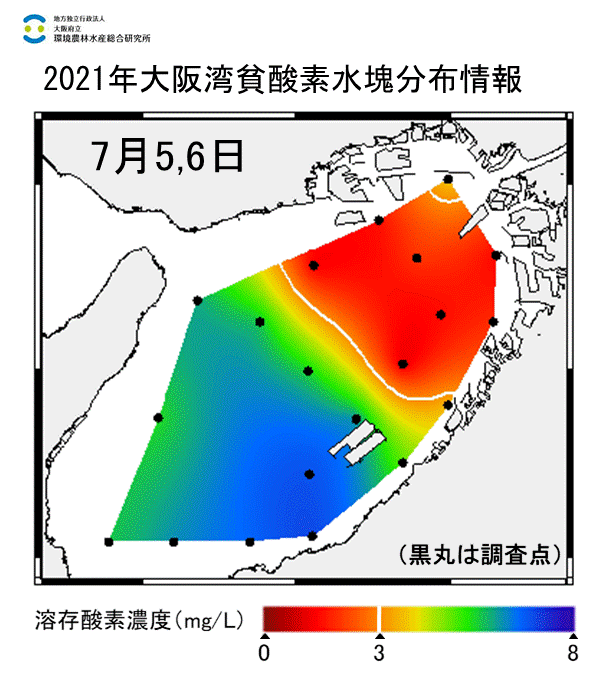 地方独立行政法人
大阪府立
環境農林水産総合研究所
2021年大阪湾貧酸素水塊分布情報
7月5,6日
(黒丸は調査点)
溶存酸素濃度(mg/L)
0 3 8